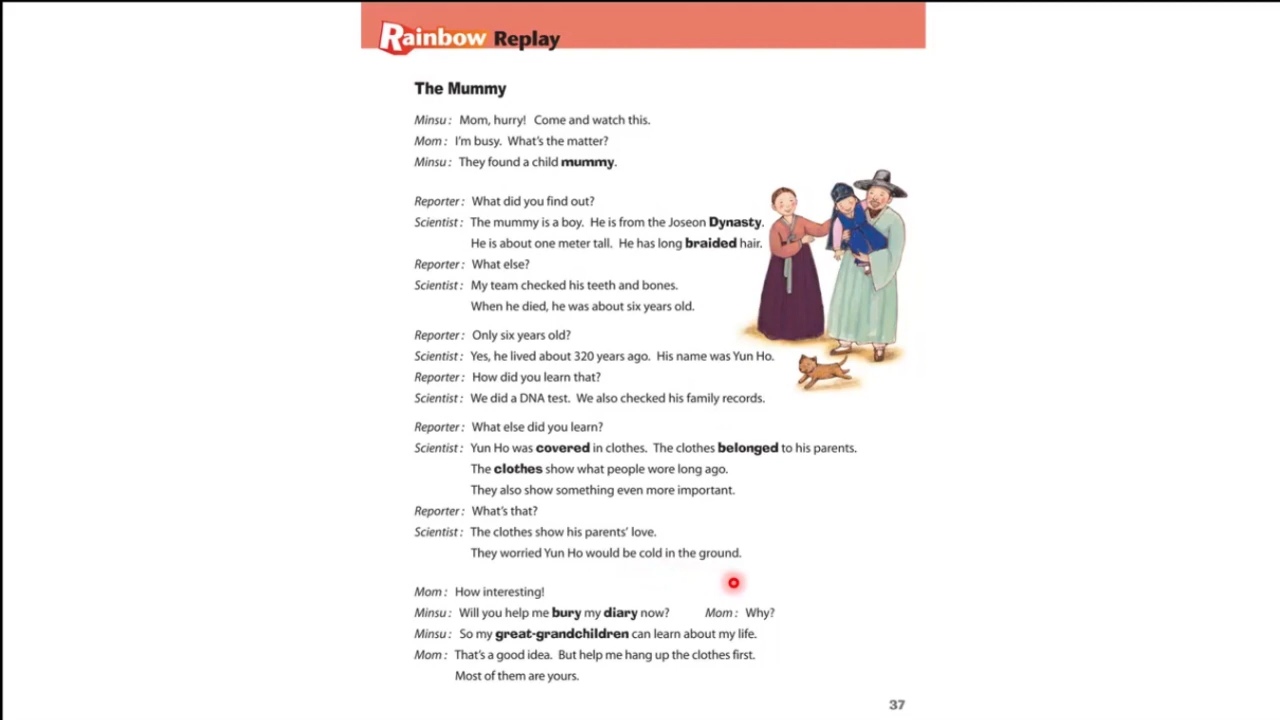 Rainbow Replay
The Mummy
Minsu : Mom, hurry! Come and watch this.
Mom : I'm busy. What's the matter?
Minsu : They found a child mummy.
Reporter : What did you find out?
Scientist : The mummy is a boy. He is from the Joseon Dynasty.
He is about one meter tall. He has long braided hair.
Reporter : What else?
Scientist : My team checked his teeth and bones.
When he died, he was about six years old.
Reporter : Only six years old?
Scientist : Yes, he lived about 320 years ago. His name was Yun Ho.
Reporter : How did you learn that?
Scientist : We did a DNA test. We also checked his family records.
Reporter : What else did you learn?
Scientist : Yun Ho was covered in clothes. The clothes belonged to his parents.
The clothes show what people wore long ago.
They also show something even more important.
Reporter : What's that?
Scientist : The clothes show his parents' love.
They worried Yun Ho would be cold in the ground.
Mom : How interesting!
Minsu : Will you help me bury my diary now? Mom : Why?
Minsu : So my great-grandchildren can learn about my life.
Mom : That's a good idea. But help me hang up the clothes first.
Most of them are yours.
37